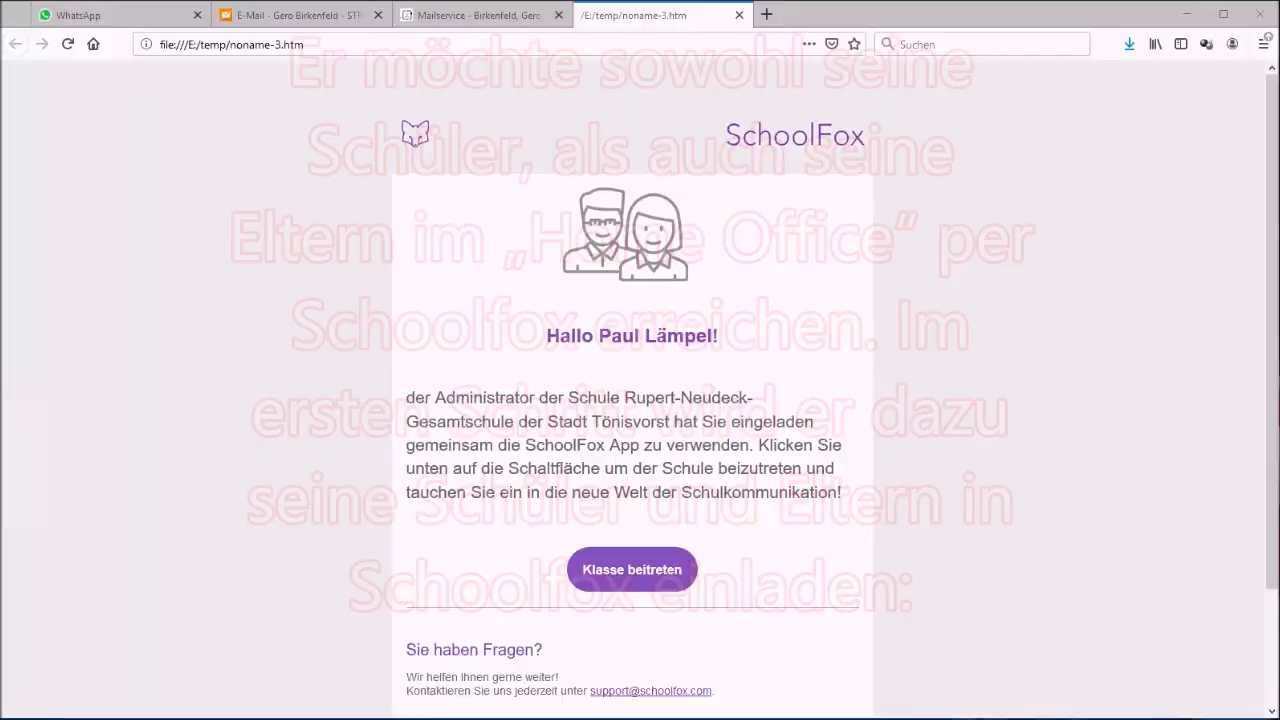 WhatsApp
E-Mail - Gero Birkenfeld - STR
Mailservice - Birkenfeld, Gero
/E:/temp/noname-3.htm
file:///E:/temp/noname-3.htm
Suchen
Er möchte sowohl seine
Schüler, als auch seine
Eltern im „Home Office“ per
Schoolfox erreichen. Im
ersten Schritt wird er dazu
seine Schüler und Eltern in
Schoolfox einladen:
SchoolFox
Hallo Paul Lämpel!
der Administrator der Schule Rupert-Neudeck-
Gesamtschule der Stadt Tönisvorst hat Sie eingeladen
gemeinsam die SchoolFox App zu verwenden. Klicken Sie
unten auf die Schaltfläche um der Schule beizutreten und
tauchen Sie ein in die neue Welt der Schulkommunikation!
Klasse beitreten
Sie haben Fragen?
Wir helfen Ihnen gerne weiter!
Kontaktieren Sie uns jederzeit unter support@schoolfox.com.